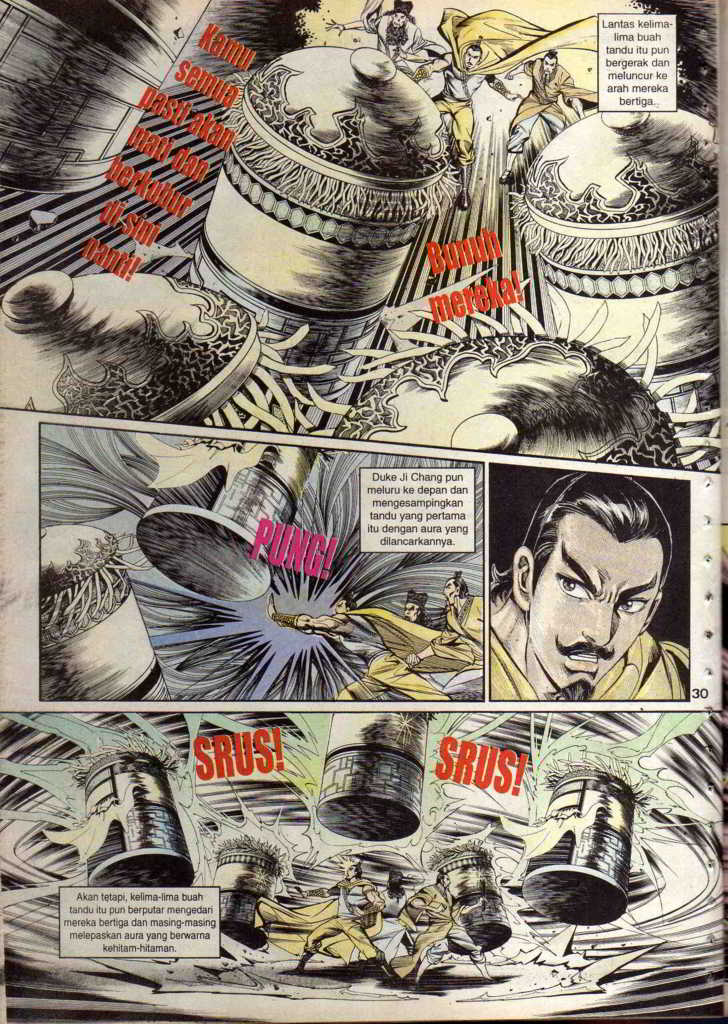 Lantas kelima-
lima buah
tandu itu pun
bergerak dan
meluncur ke
arah mereka
bertiga.
Kamu
semua
pasti akan
mati dan
berkubur
di sini
nanti!
Bunuh
mereka!
Duke Ji Chang pun
meluru ke depan dan
mengesampingkan
tandu yang pertama
itu dengan aura yang
dilancarkannya.
PUNG!
30
SRUS!
SRUS!
Akan tetapi, kelima-lima buah
tandu itu pun berputar mengedari
mereka bertiga dan masing-masing
melepaskan aura yang berwarna
kehitam-hitaman.